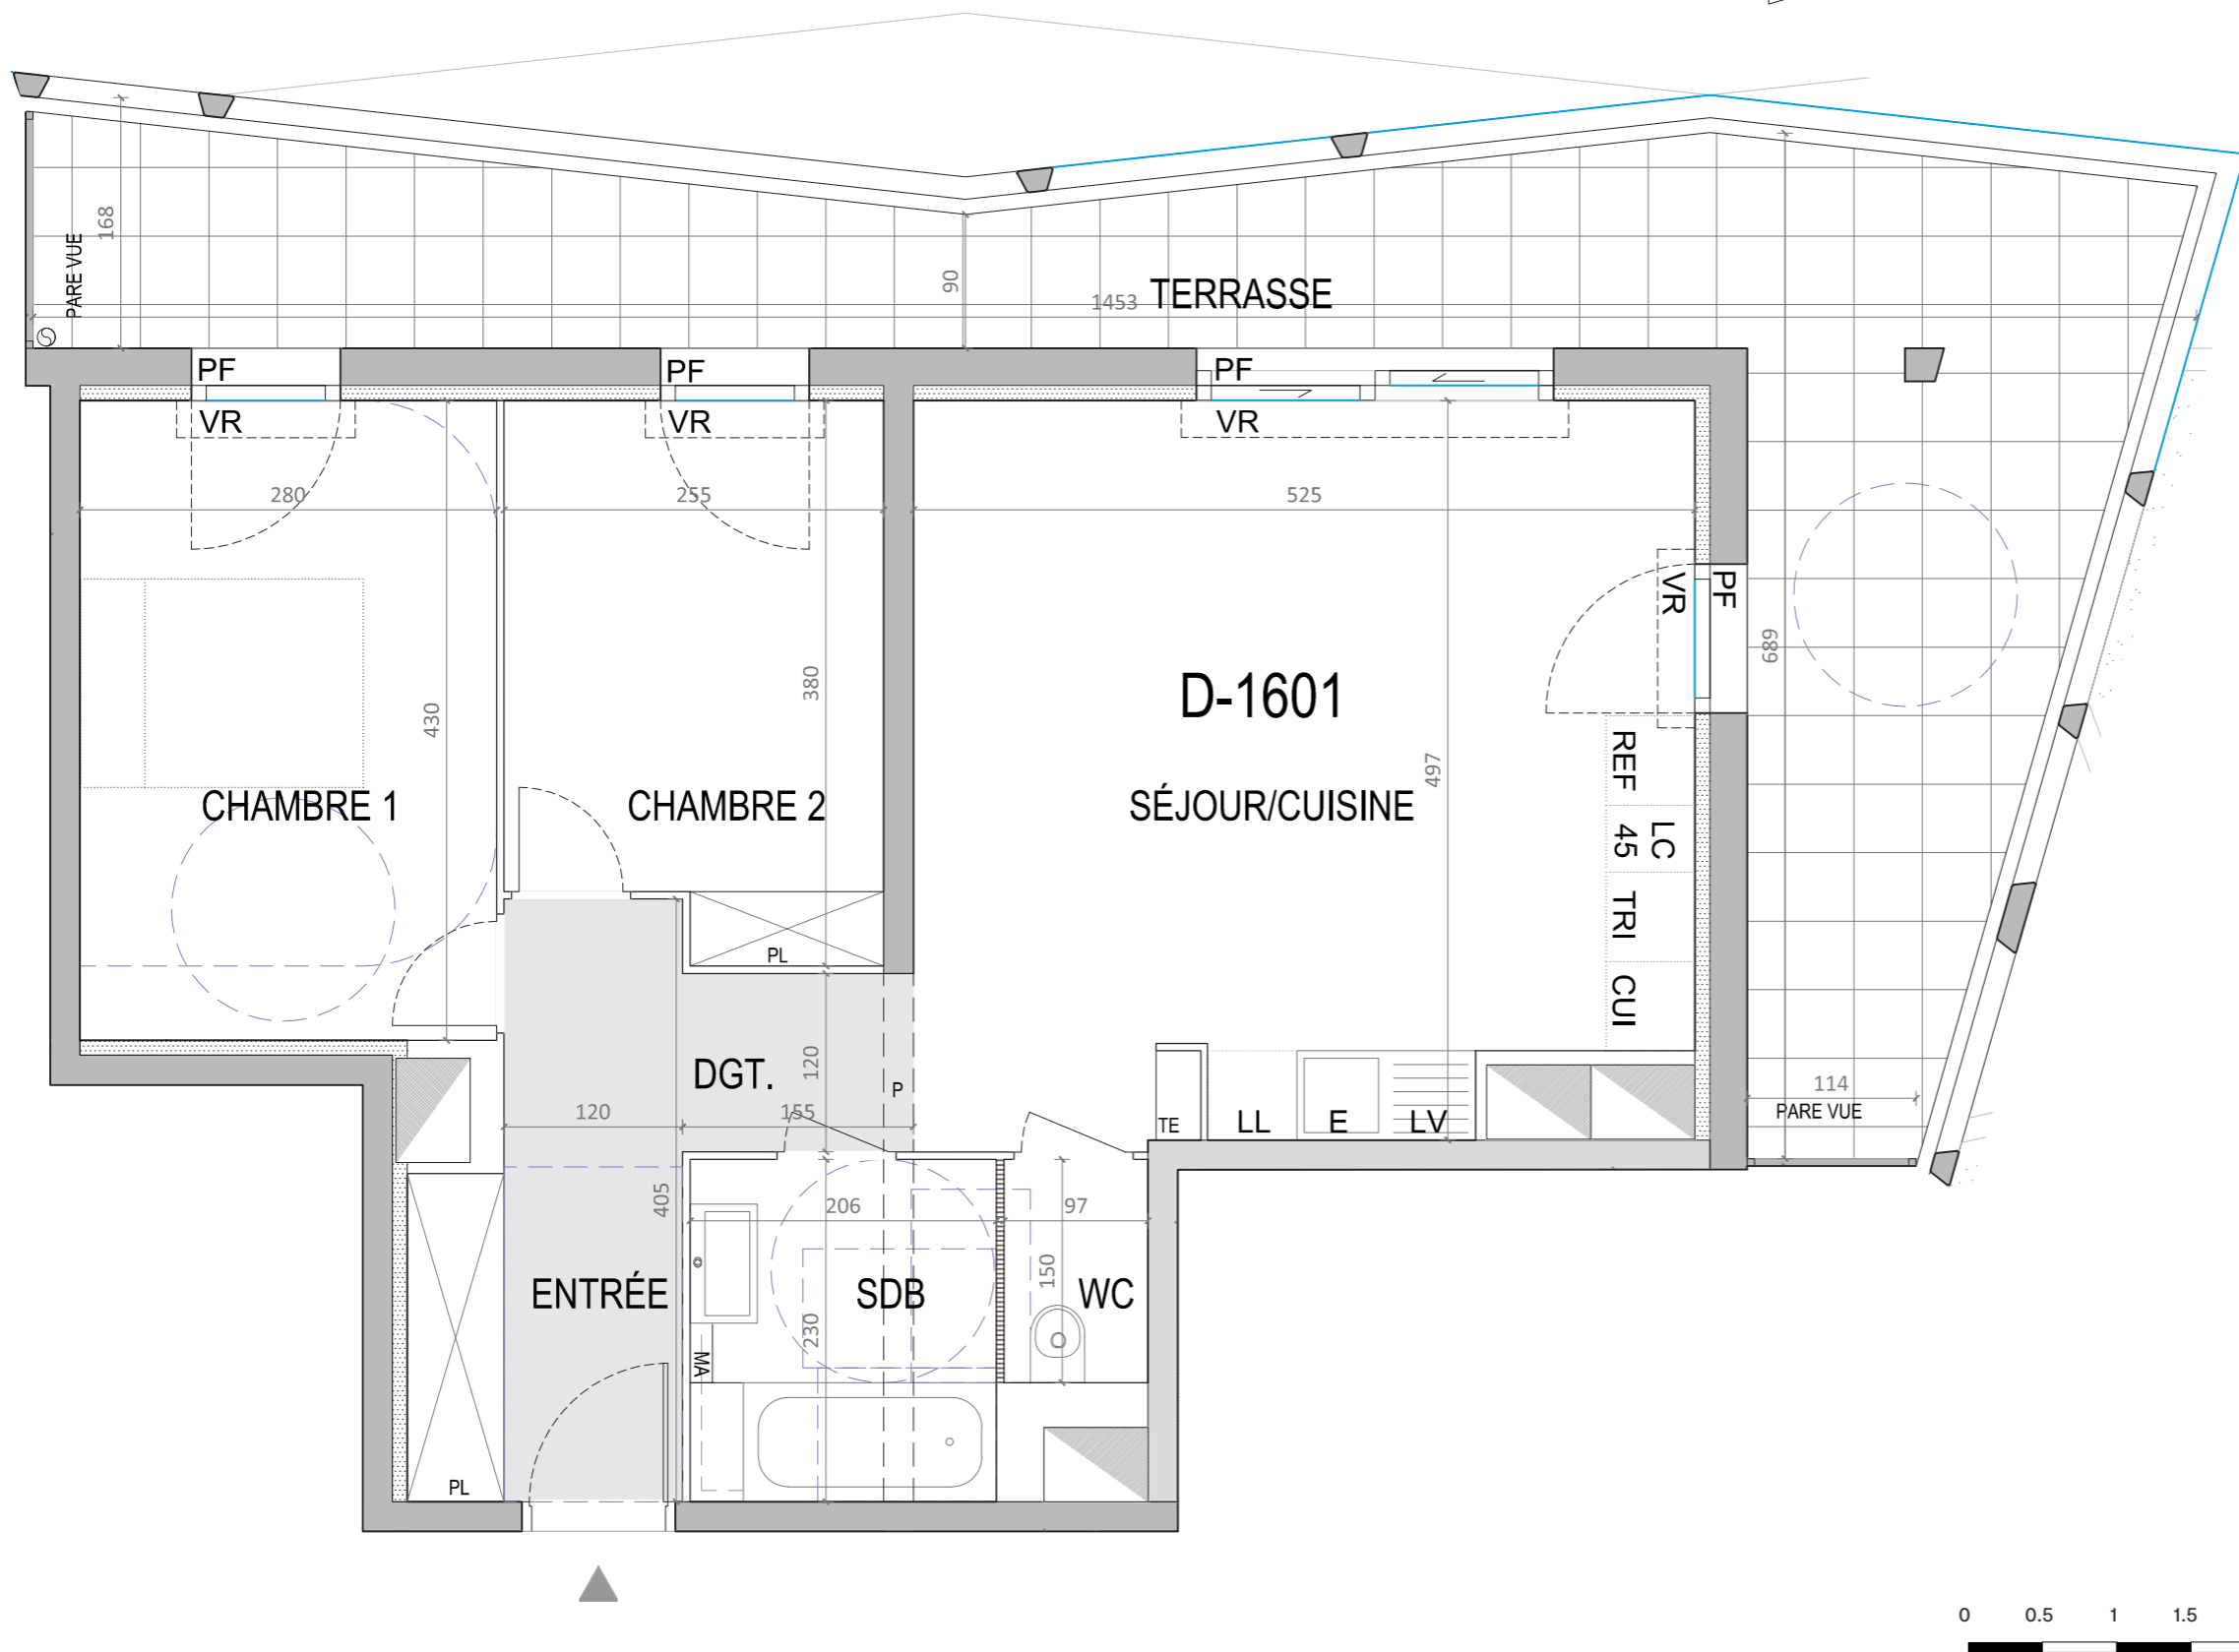 168
PARE VUE
90
1453
TERRASSE
PF
VR
PF
VR
PF
VR
280
255
525
PF
VR
689
430
380
D-1601
497
REF
CHAMBRE 1
CHAMBRE 2
SÉJOUR/CUISINE
LC
45
TRI
PL
CUI
DGT.
120
P
114
PARE VUE
120
155
TE
LL
E
LV
405
206
97
150
ENTRÉE
SDB
WC
230
MA
PL
0 0.5 1 1.5